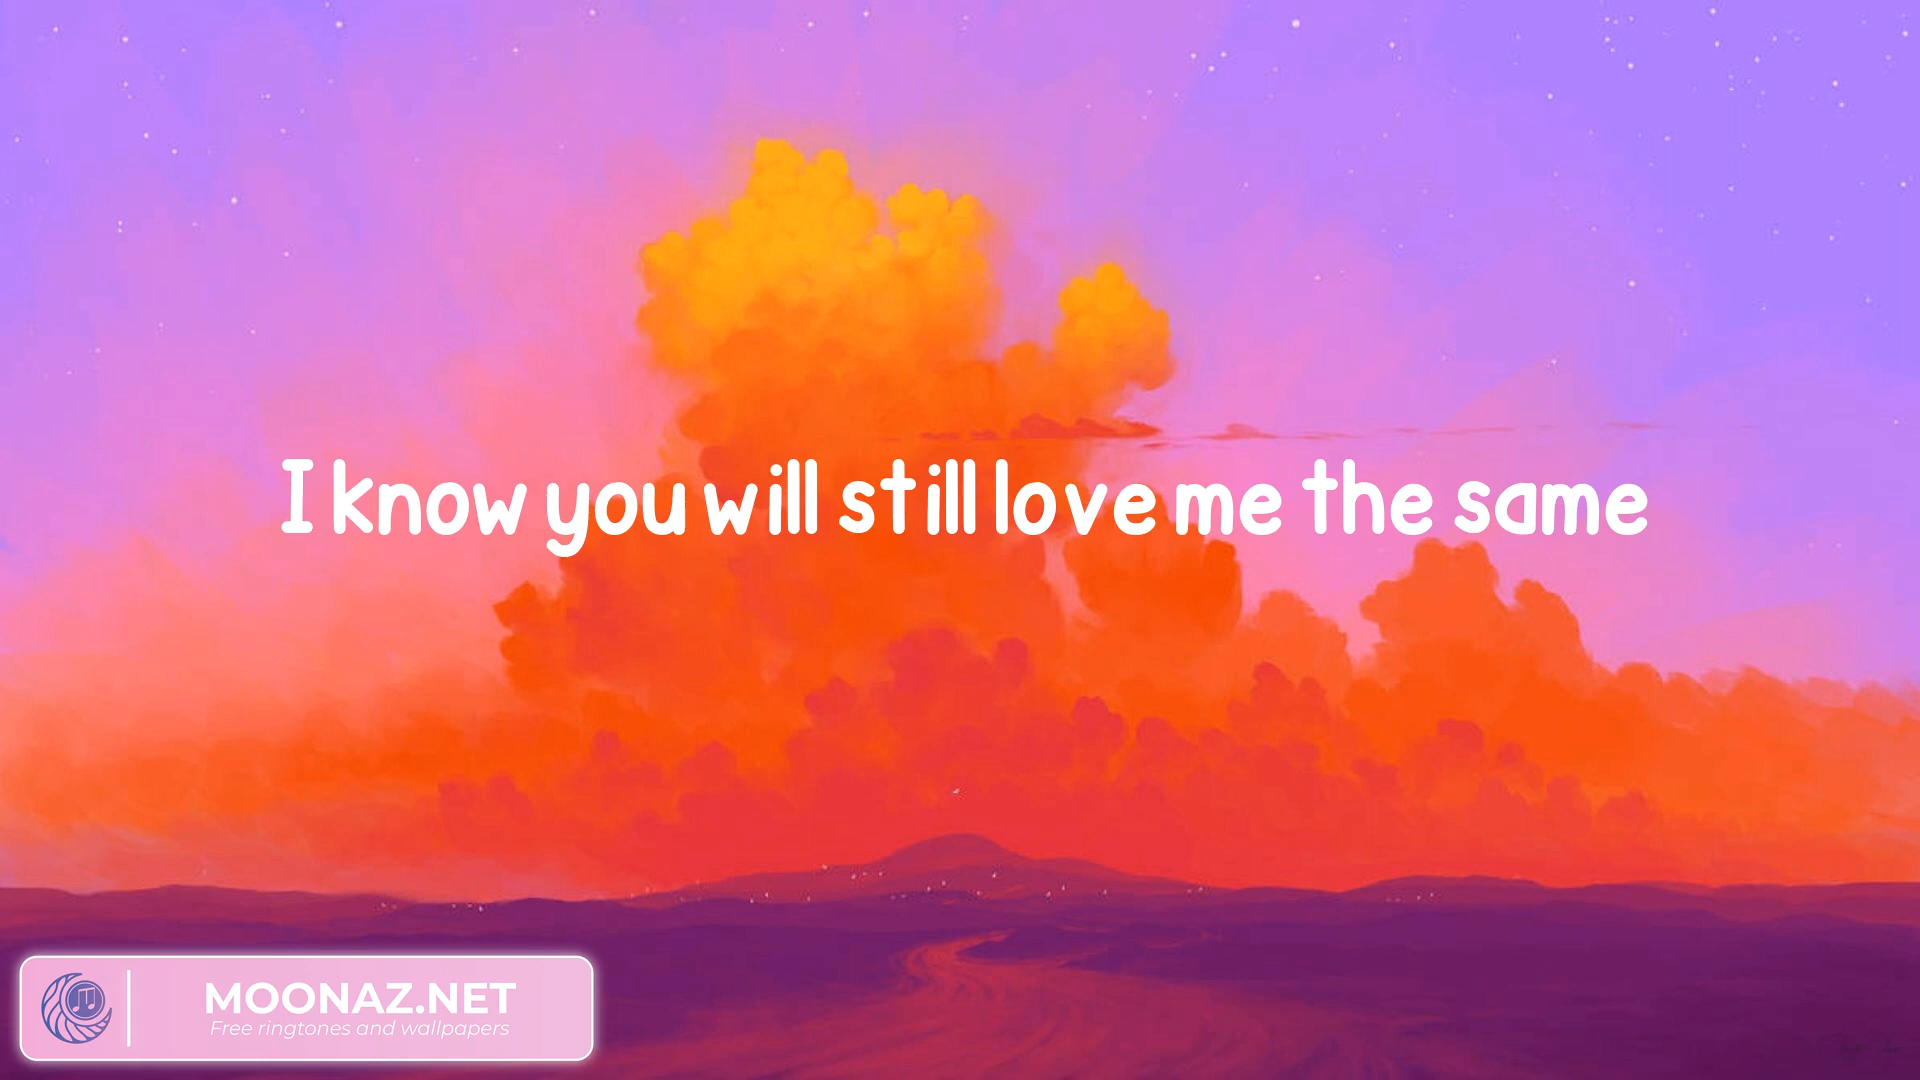 I know you will still love me the same
MOONAZ.NET
Free ringtones and wallpapers